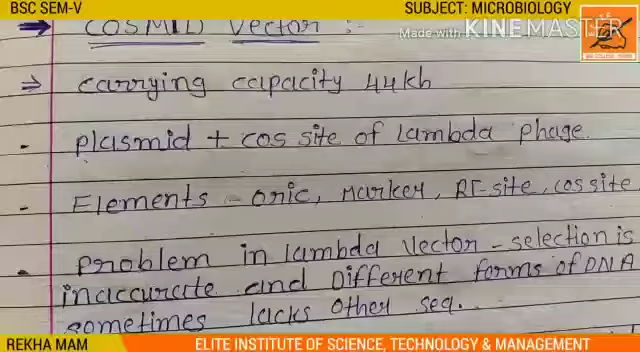 BSC SEM-V
SUBJECT: MICROBIOLOGY
Made with KINEMASTER
COSMID Vector :-
⇒ carrying capacity 44kb
- plasmid + cos site of lambda phage.
- Elements - oric, marker, RE-site, cos site
- problem in lambda vector - selection is
inaccurate and Different forms of DNA
sometimes lacks other seq.
REKHA MAM
ELITE INSTITUTE OF SCIENCE, TECHNOLOGY & MANAGEMENT